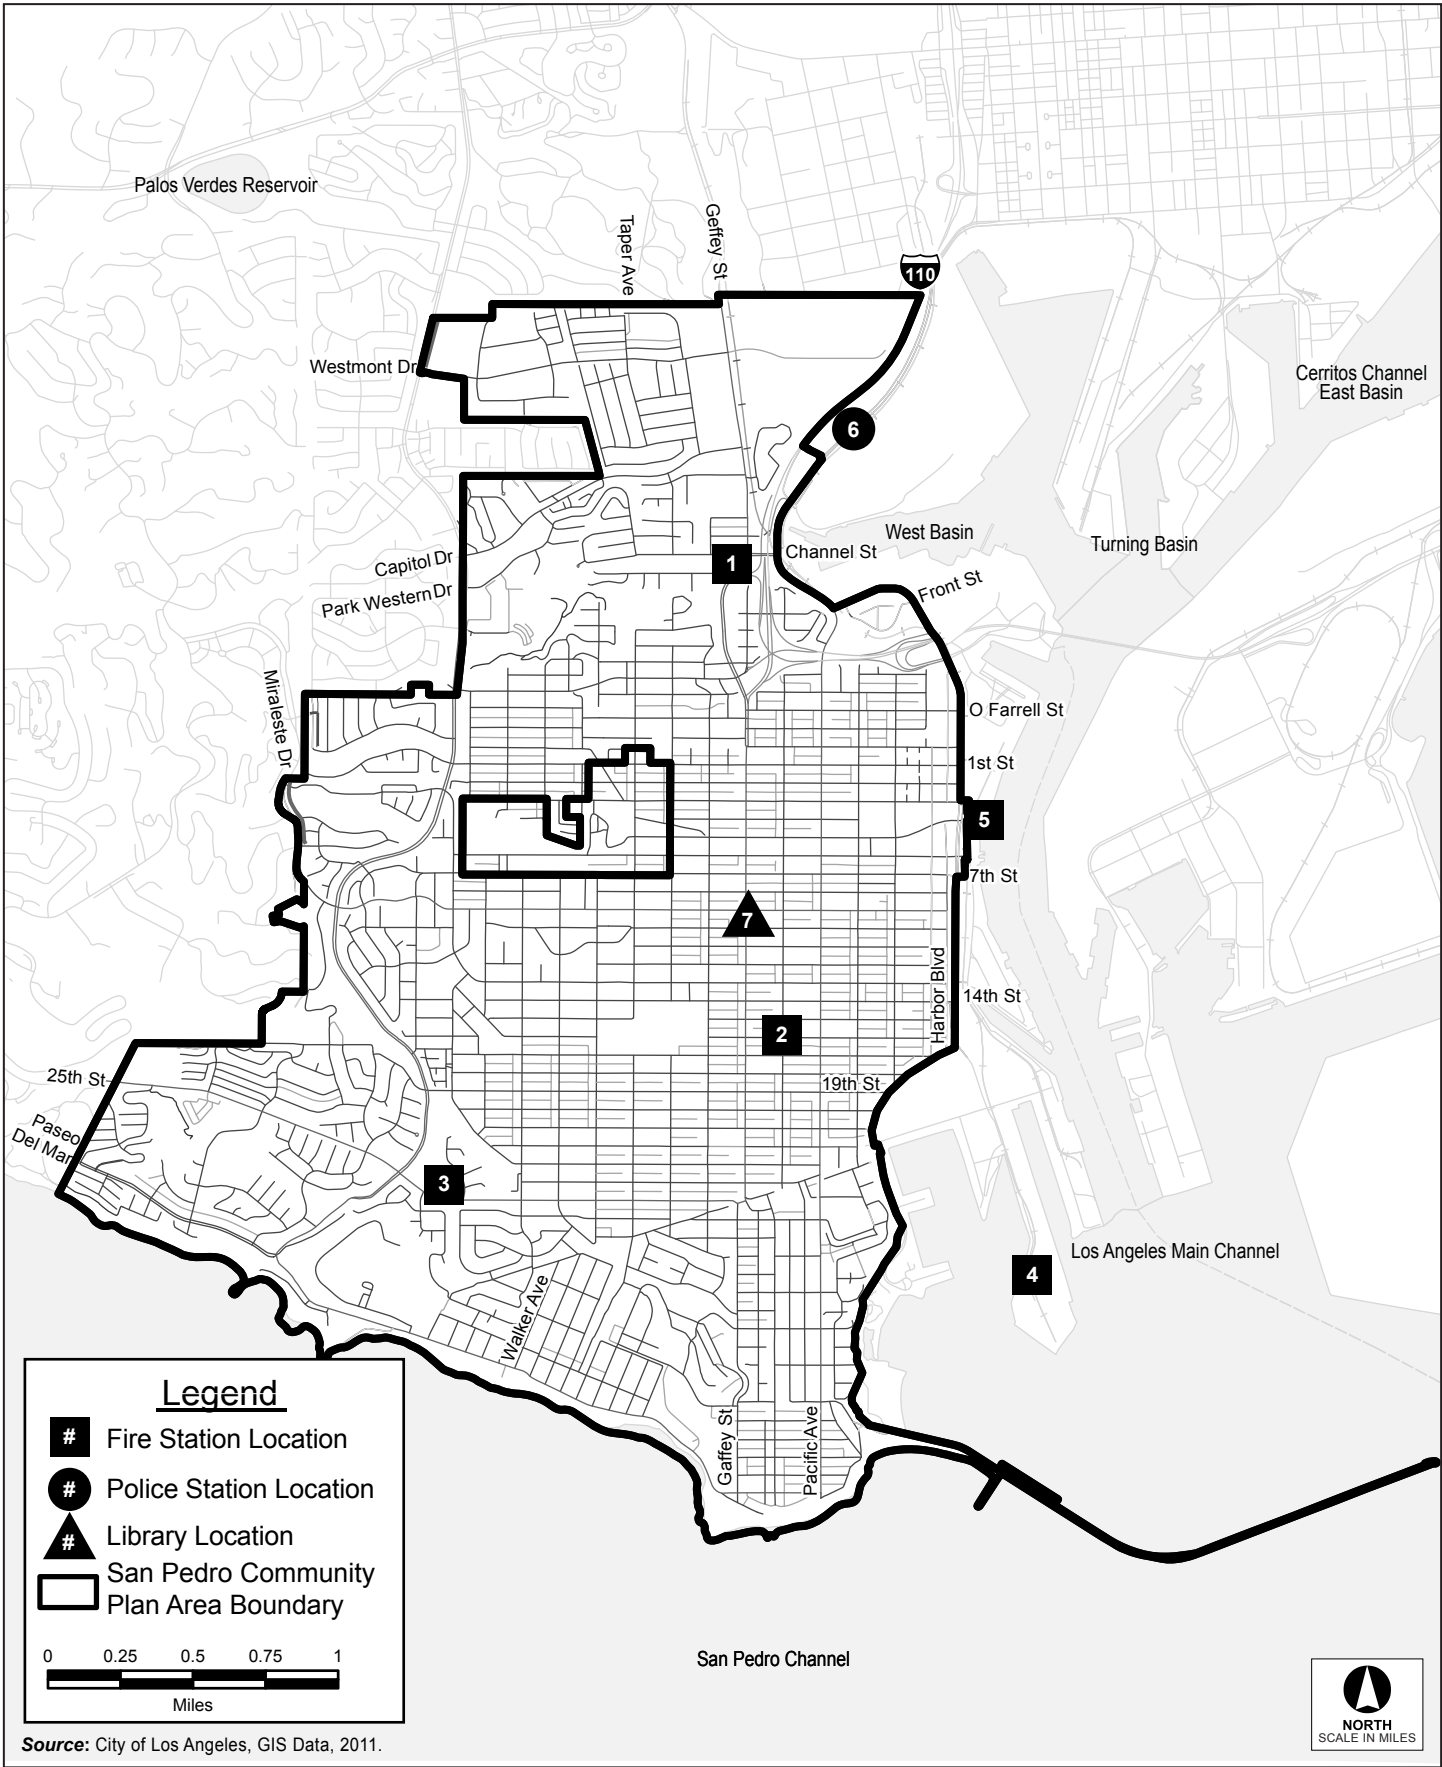 Palos Verdes Reservoir
Taper Ave
Geffey St
110
Westmont Dr
Cerritos Channel
East Basin
6
West Basin
Turning Basin
Channel St
1
Capitol Dr
Park Western Dr
Front St
Miraleste Dr
O Farrell St
1st St
5
7th St
7
Harbor Blvd
14th St
2
25th St
19th St
Paseo
Del Mar
3
Los Angeles Main Channel
4
Walker Ave
Gaffey St
Pacific Ave
Legend
# Fire Station Location
# Police Station Location
# Library Location
San Pedro Community
Plan Area Boundary
0 0.25 0.5 0.75 1
Miles
San Pedro Channel
NORTH
SCALE IN MILES
Source: City of Los Angeles, GIS Data, 2011.